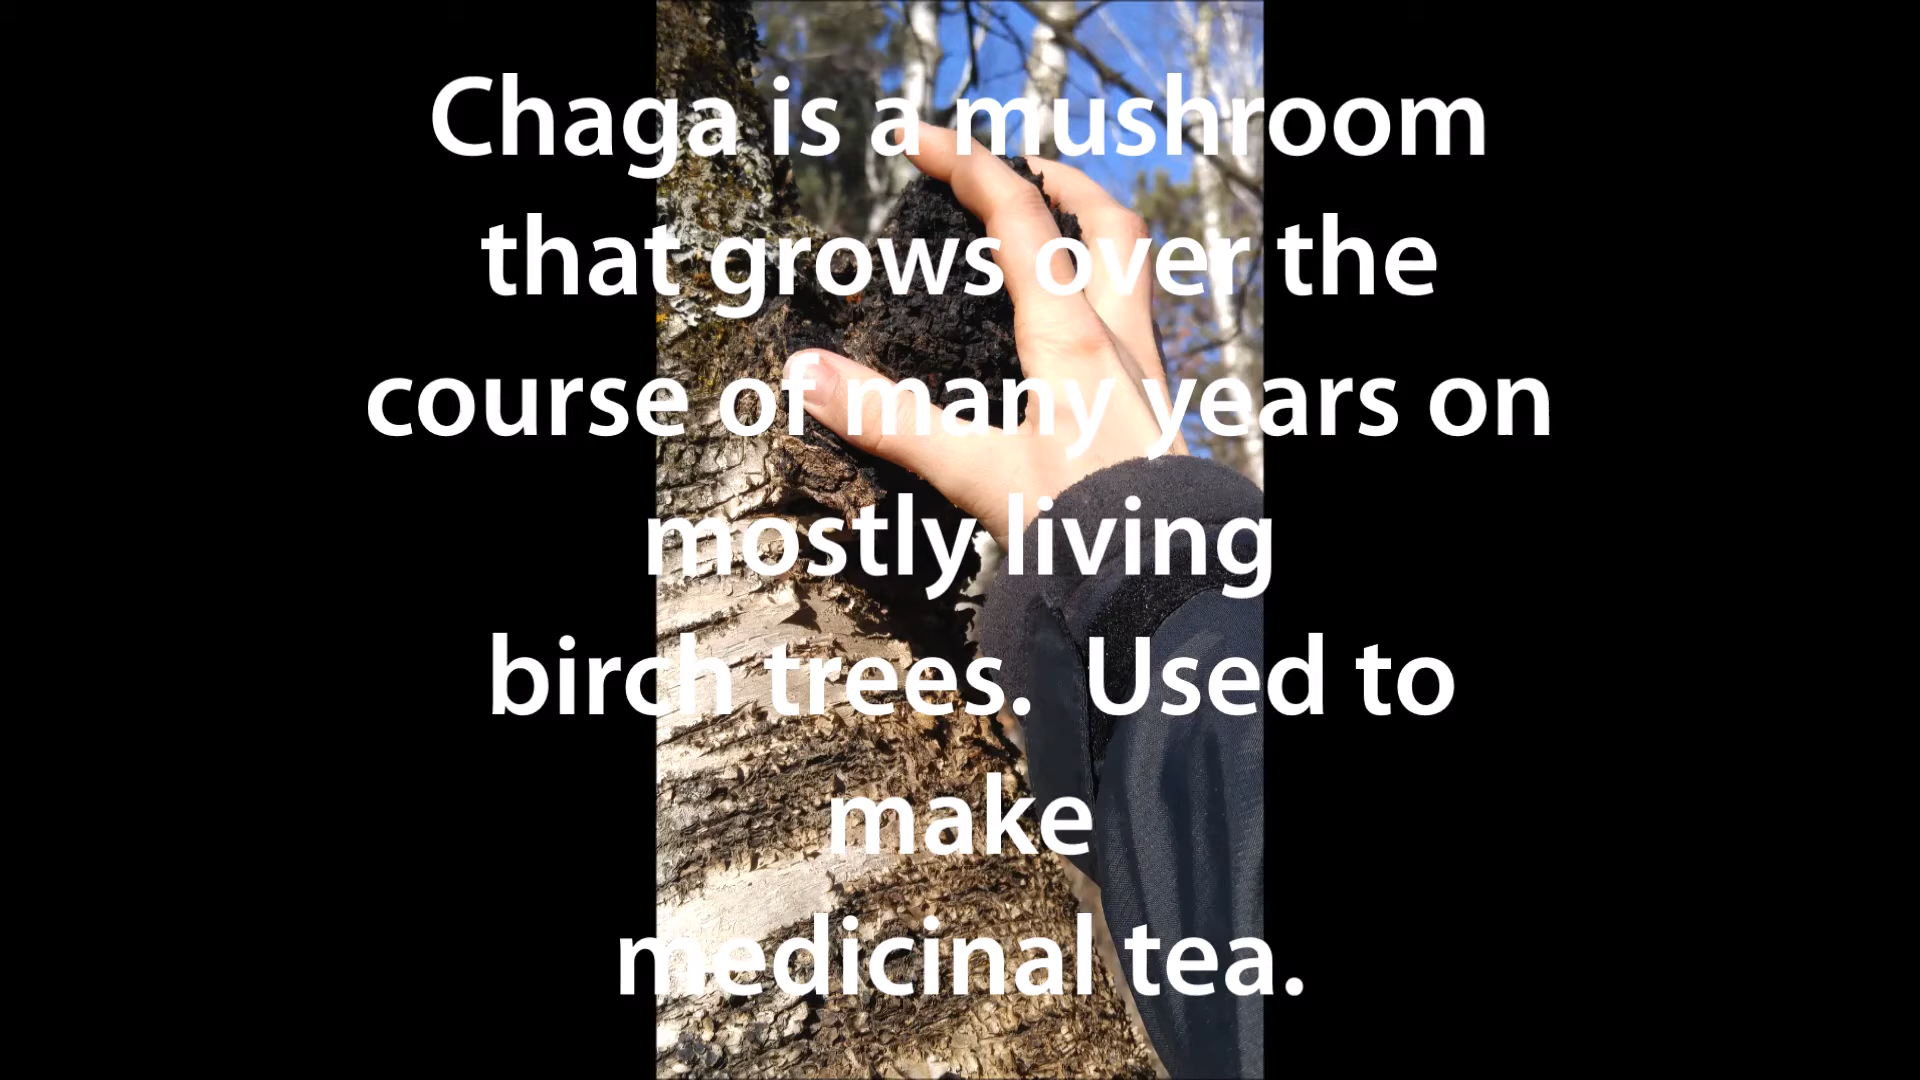 Chaga is a mushroom
that grows over the
course of many years on
mostly living
birch trees.  Used to
make
medicinal tea.